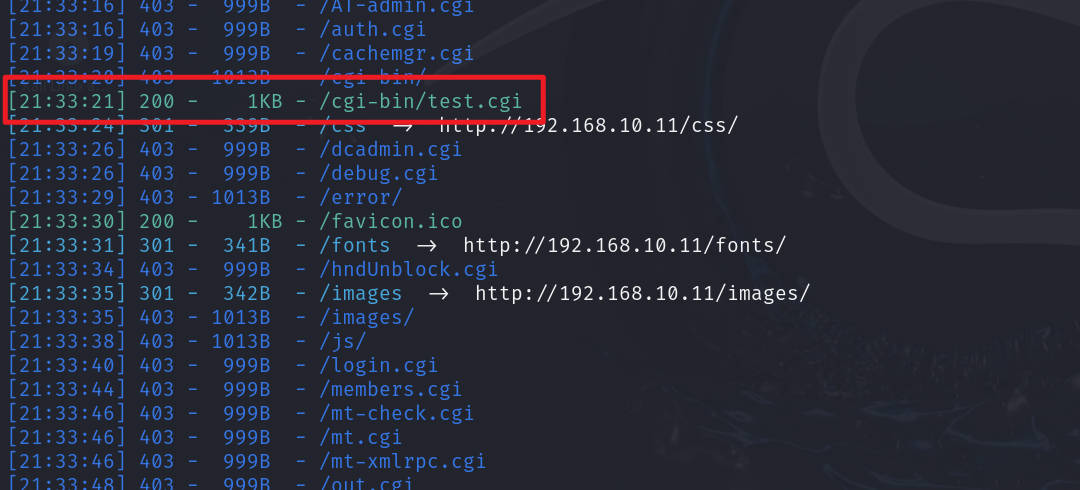 [21:33:16] 403 -  999B  - /AT-admin.cgi
[21:33:16] 403 -  999B  - /auth.cgi
[21:33:19] 403 -  999B  - /cachemgr.cgi
[21:33:20] 403 - 1013B  - /cgi-bin/
[21:33:21] 200 -    1KB - /cgi-bin/test.cgi
[21:33:24] 301 -  339B  - /css  ->  http://192.168.10.11/css/
[21:33:26] 403 -  999B  - /dcadmin.cgi
[21:33:26] 403 -  999B  - /debug.cgi
[21:33:29] 403 - 1013B  - /error/
[21:33:30] 200 -    1KB - /favicon.ico
[21:33:31] 301 -  341B  - /fonts  ->  http://192.168.10.11/fonts/
[21:33:34] 403 -  999B  - /hndUnblock.cgi
[21:33:35] 301 -  342B  - /images  ->  http://192.168.10.11/images/
[21:33:35] 403 - 1013B  - /images/
[21:33:38] 403 - 1013B  - /js/
[21:33:40] 403 -  999B  - /login.cgi
[21:33:44] 403 -  999B  - /members.cgi
[21:33:46] 403 -  999B  - /mt-check.cgi
[21:33:46] 403 -  999B  - /mt.cgi
[21:33:46] 403 -  999B  - /mt-xmlrpc.cgi
[21:33:48] 403 -  999B  - /out.cgi